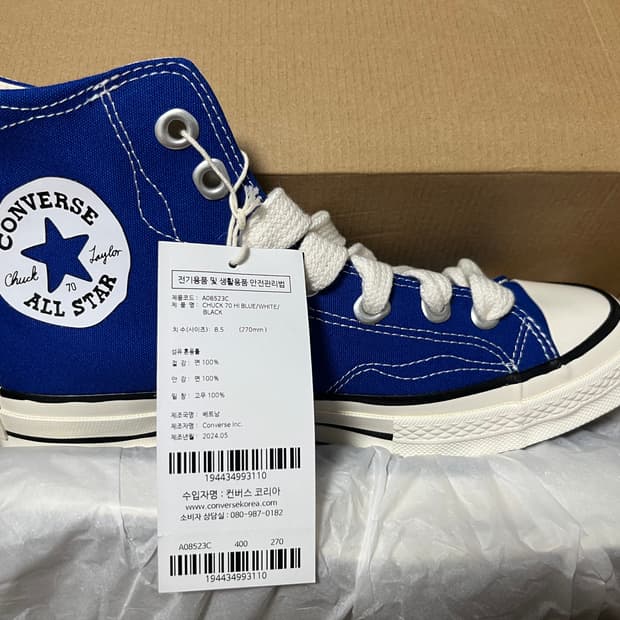 CONVERSE
Chuck Taylor
70
ALL STAR
전기용품 및 생활용품 안전관리법
제품코드 : A08523C
제 품 명 : CHUCK 70 HI BLUE/WHITE/
BLACK
치 수(사이즈) : 8.5 (270mm)
섬유 혼용률
겉 감 : 면 100%
안 감 : 면 100%
밑 창 : 고무 100%
제조국명 : 베트남
제조자명 : Converse Inc.
제조년월 : 2024.05
194434993110
수입자명 : 컨버스 코리아
www.conversekorea.com
소비자 상담실 : 080-987-0182
A08523C 400 270
194434993110